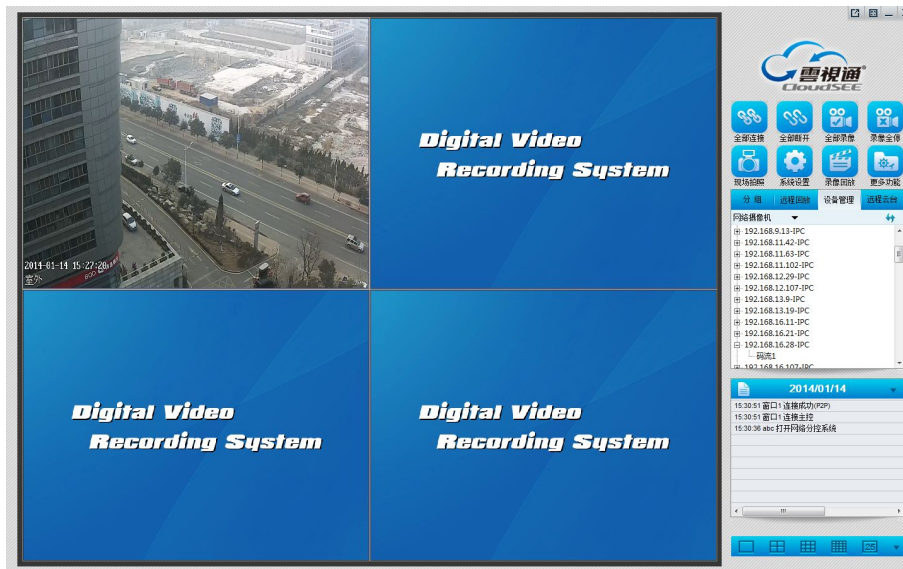 雲視通®
CloudSEE
全部连接 全部断开 全部录像 录像全停
现场拍照 系统设置 录像回放 更多功能
分 组 远程回放 设备管理 远程云台
网络摄像机
192.168.9.13-IPC
192.168.11.42-IPC
192.168.11.63-IPC
192.168.11.102-IPC
192.168.12.29-IPC
192.168.12.107-IPC
192.168.13.9-IPC
192.168.13.19-IPC
192.168.16.11-IPC
192.168.16.21-IPC
192.168.16.28-IPC
码流1
192.168.16.107-IPC
2014/01/14
15:30:51 窗口1 连接成功(P2P)
15:30:51 窗口1 连接主控
15:30:36 abc 打开网络分控系统
25
2014-01-14 15:27:20
室外
Digital Video
Recording System
Digital Video
Recording System
Digital Video
Recording System